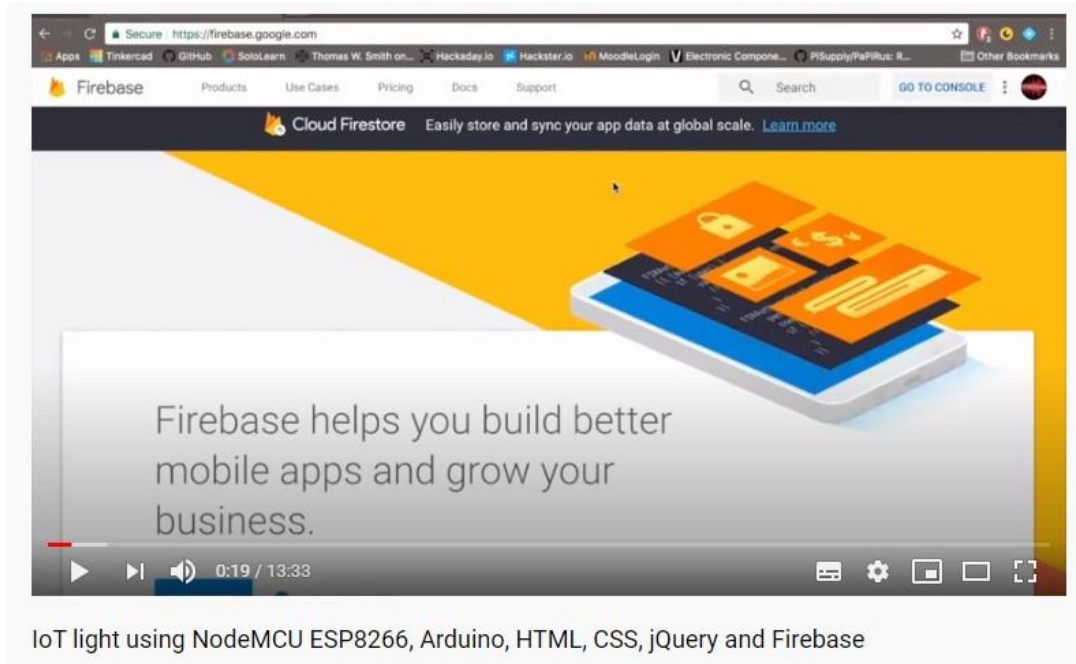 Secure https://firebase.google.com
Apps Tinkercad GitHub SoloLearn Thomas W. Smith on... Hackaday.io Hackster.io MoodleLogin Electronic Compone... PiSupply/PaPiRus: R... Other Bookmarks
Firebase Products Use Cases Pricing Docs Support Search GO TO CONSOLE
Cloud Firestore Easily store and sync your app data at global scale. Learn more
Firebase helps you build better
mobile apps and grow your
business.
0:19 / 13:33
IoT light using NodeMCU ESP8266, Arduino, HTML, CSS, jQuery and Firebase